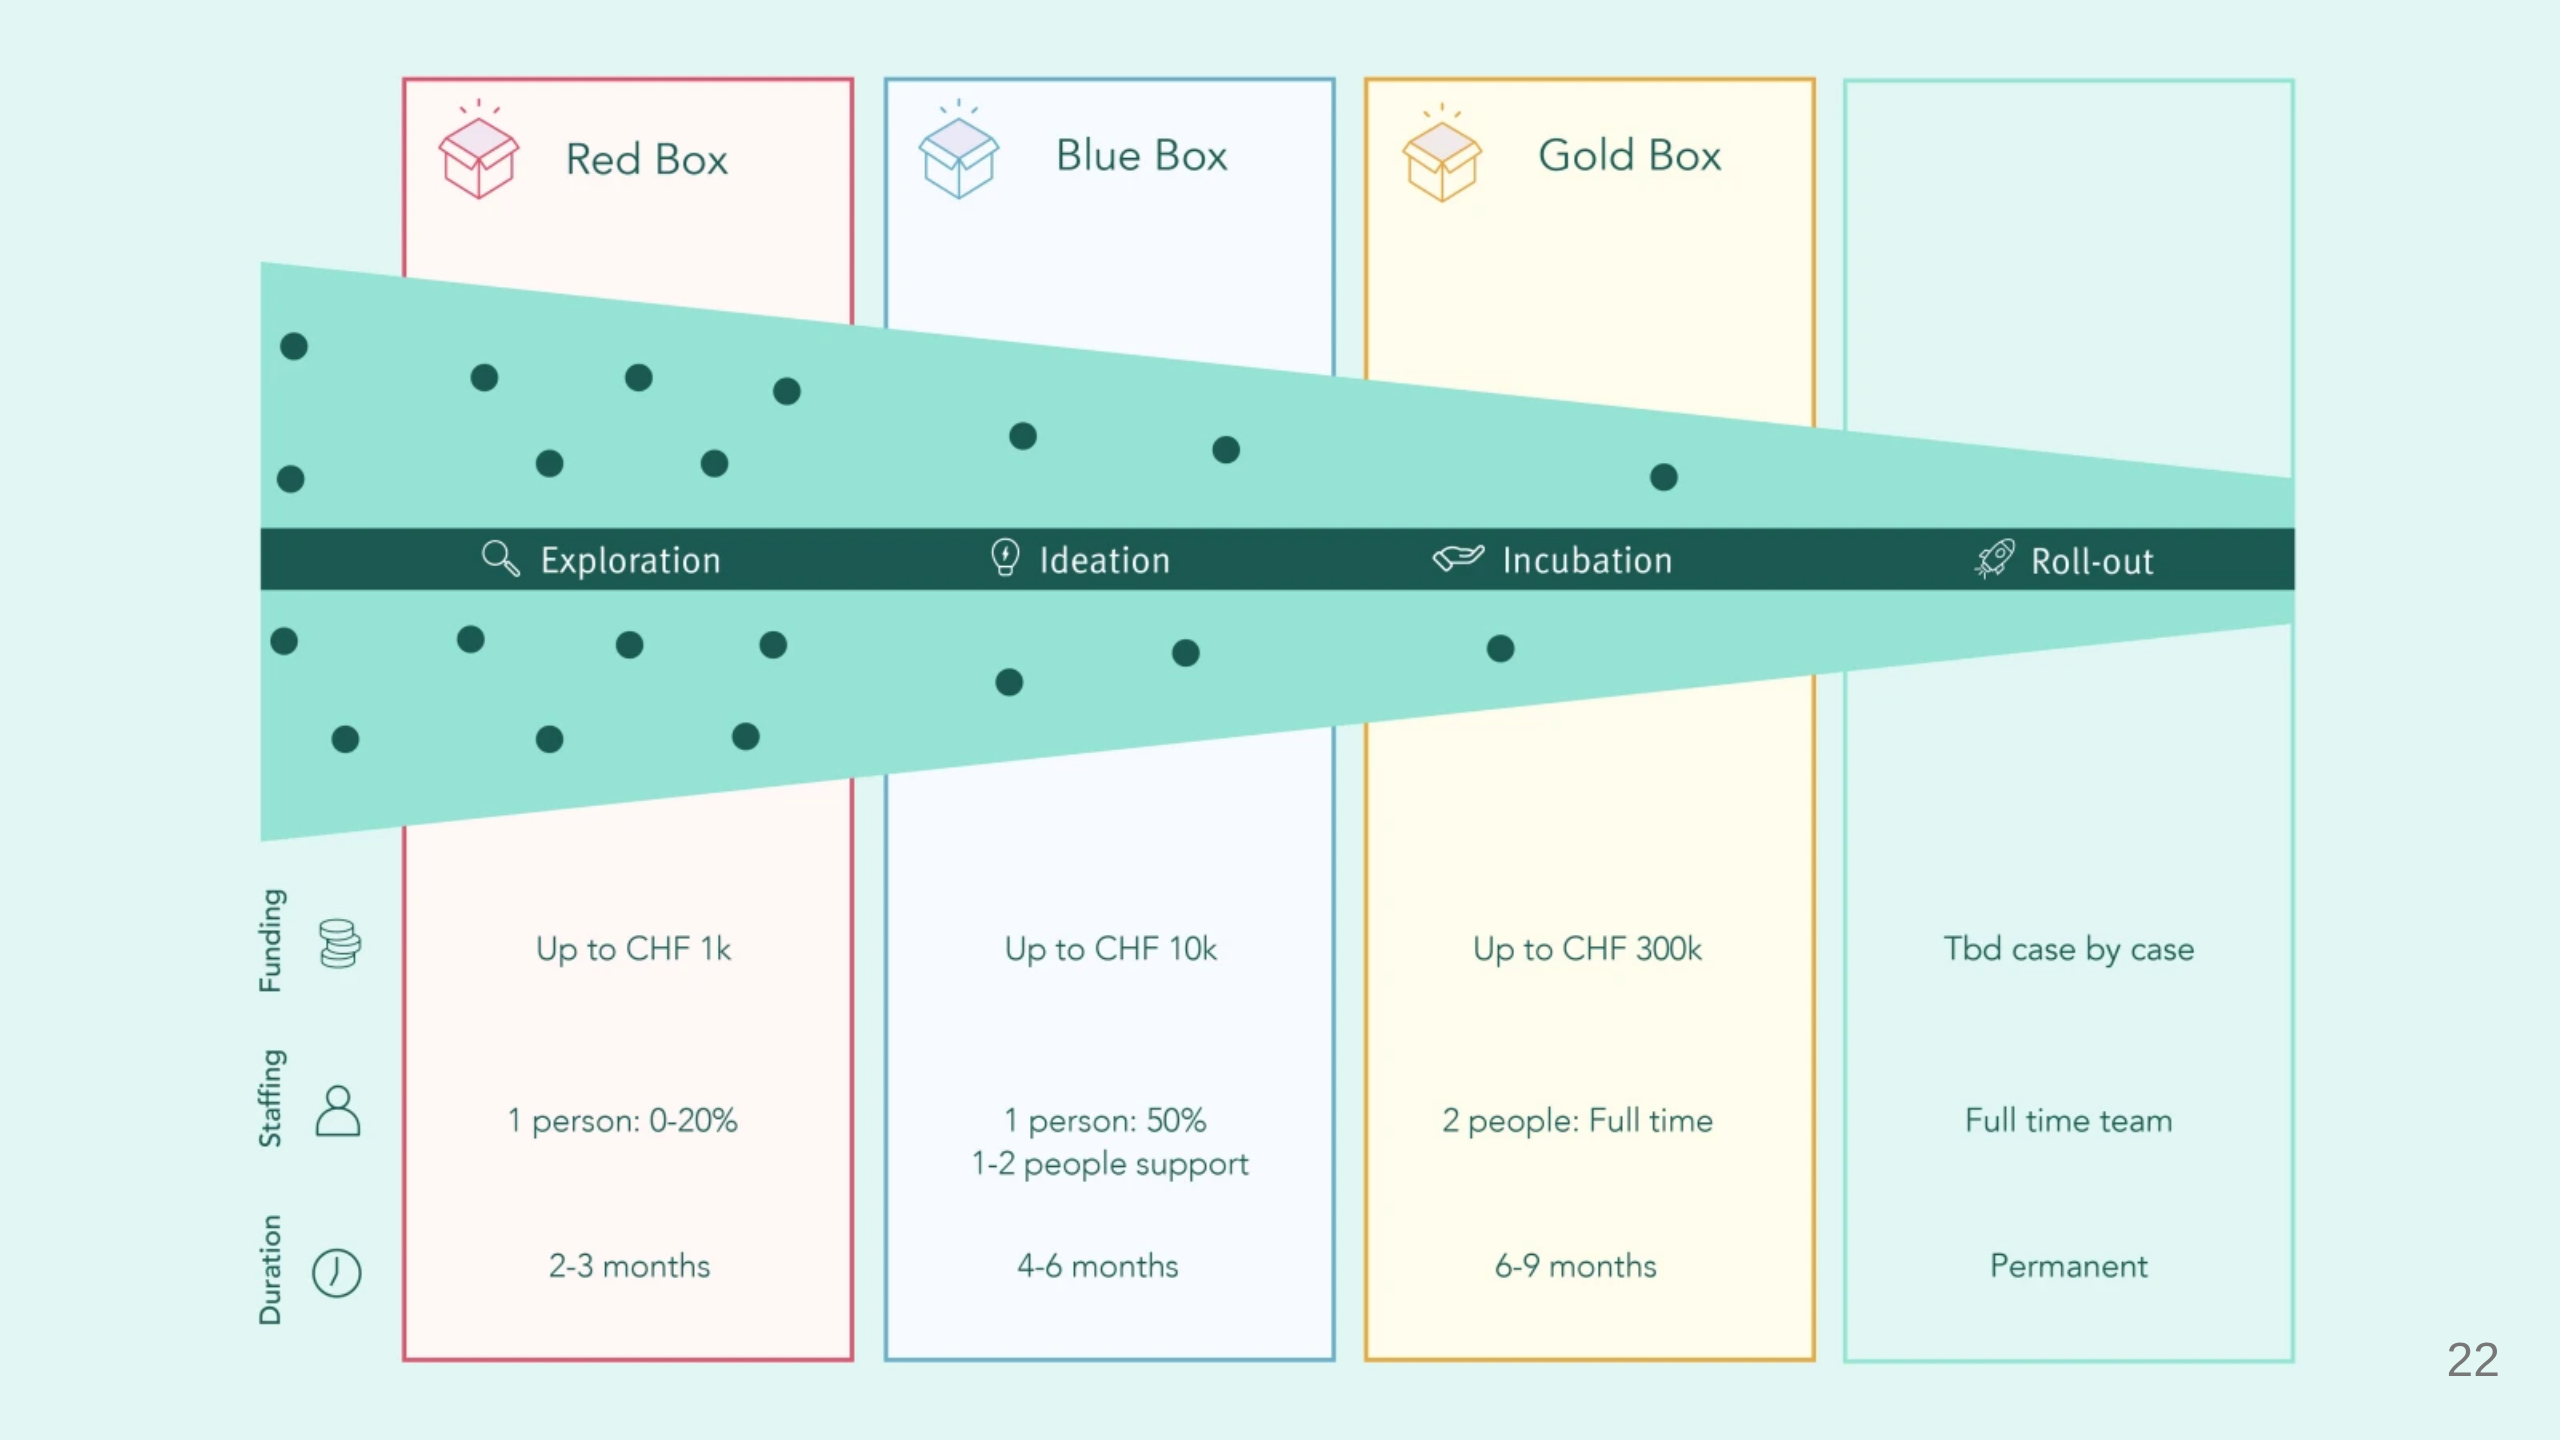 Red Box
Blue Box
Gold Box
Exploration
Ideation
Incubation
Roll-out
Funding
Up to CHF 1k
Up to CHF 10k
Up to CHF 300k
Tbd case by case
Staffing
1 person: 0-20%
1 person: 50%
1-2 people support
2 people: Full time
Full time team
Duration
2-3 months
4-6 months
6-9 months
Permanent
22